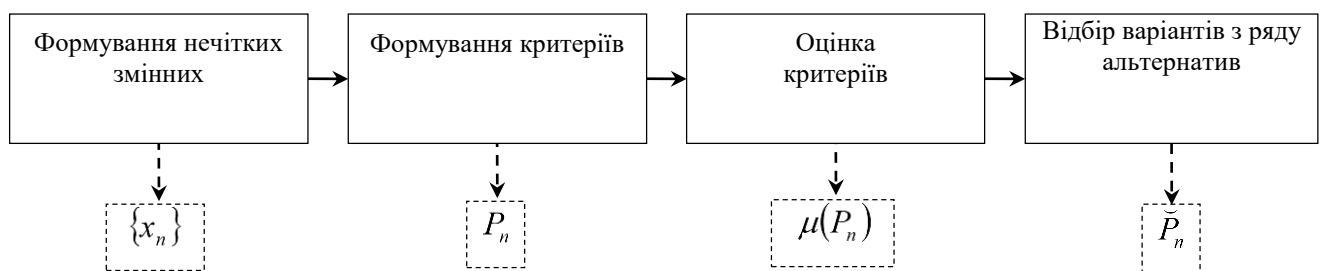 Формування нечітких
змінних
Формування критеріїв
Оцінка
критеріїв
Відбір варіантів з ряду
альтернатив
{xₙ}
Pₙ
μ(Pₙ)
P̆ₙ